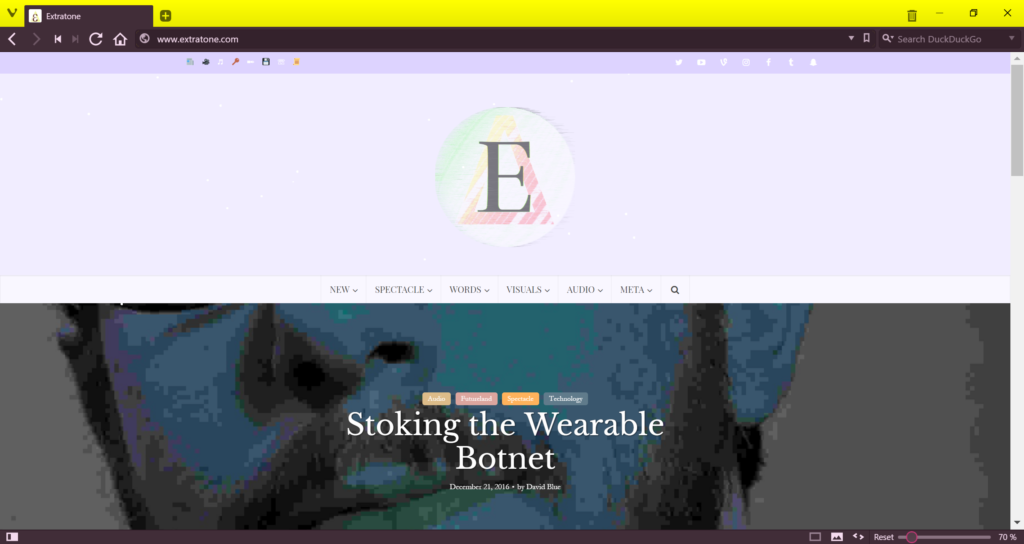 Extratone
www.extratone.com
Search DuckDuckGo
E
NEW
SPECTACLE
WORDS
VISUALS
AUDIO
META
Audio
Futureland
Spectacle
Technology
Stoking the Wearable
Botnet
December 21, 2016 • by David Blue
Reset
70 %